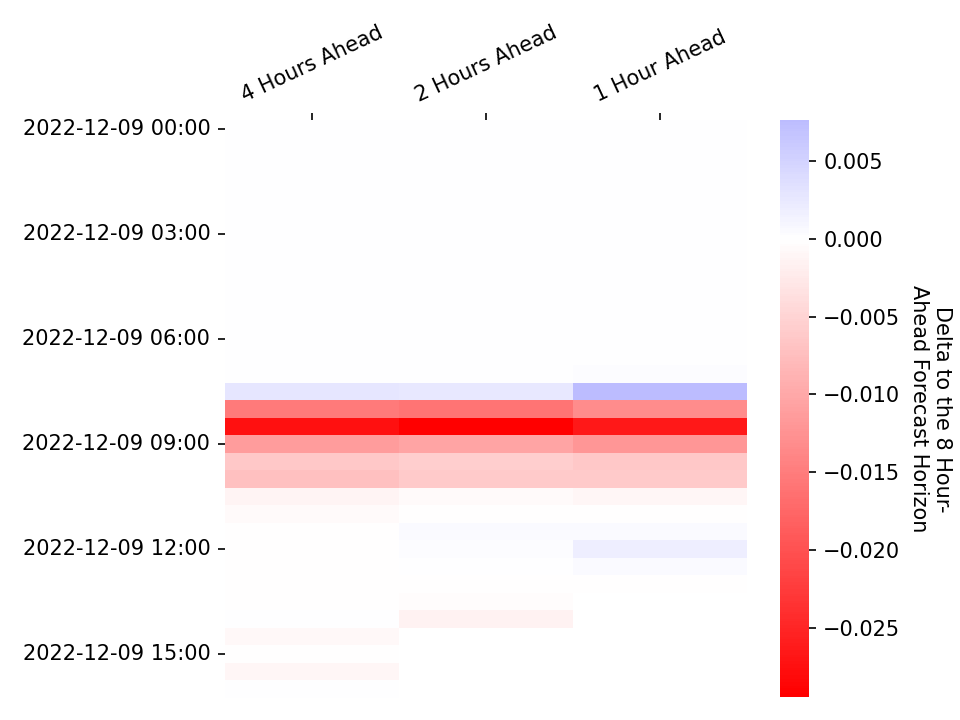 4 Hours Ahead
2 Hours Ahead
1 Hour Ahead
2022-12-09 00:00
2022-12-09 03:00
2022-12-09 06:00
2022-12-09 09:00
2022-12-09 12:00
2022-12-09 15:00
0.005
0.000
−0.005
−0.010
−0.015
−0.020
−0.025
Delta to the 8 Hour-
Ahead Forecast Horizon